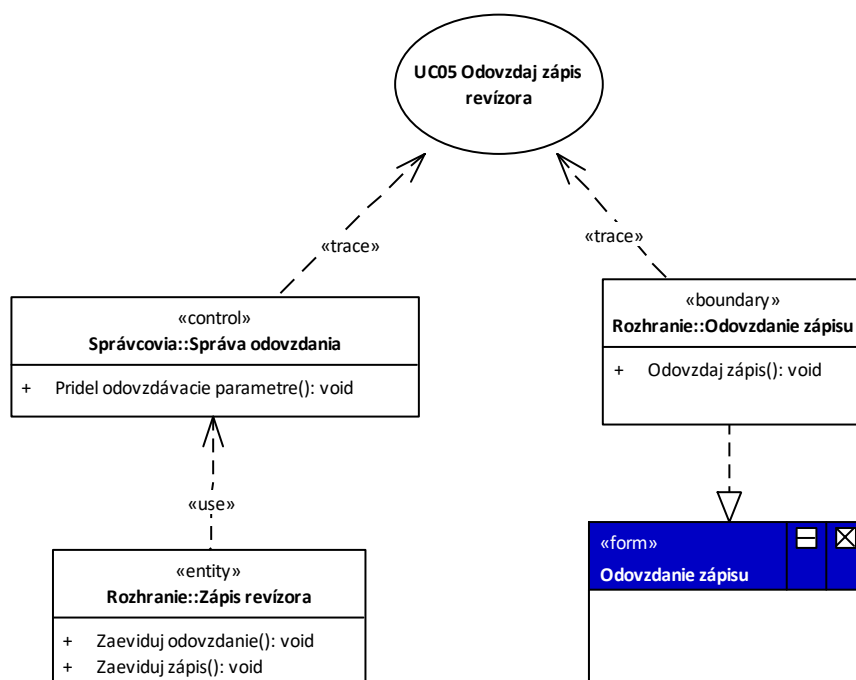 UC05 Odovzdaj zápis
revízora
«trace»
«trace»
«control»
Správcovia::Správa odovzdania
+ Pridel odovzdávacie parametre(): void
«boundary»
Rozhranie::Odovzdanie zápisu
+ Odovzdaj zápis(): void
«use»
«entity»
Rozhranie::Zápis revízora
+ Zaeviduj odovzdanie(): void
+ Zaeviduj zápis(): void
«form»
Odovzdanie zápisu